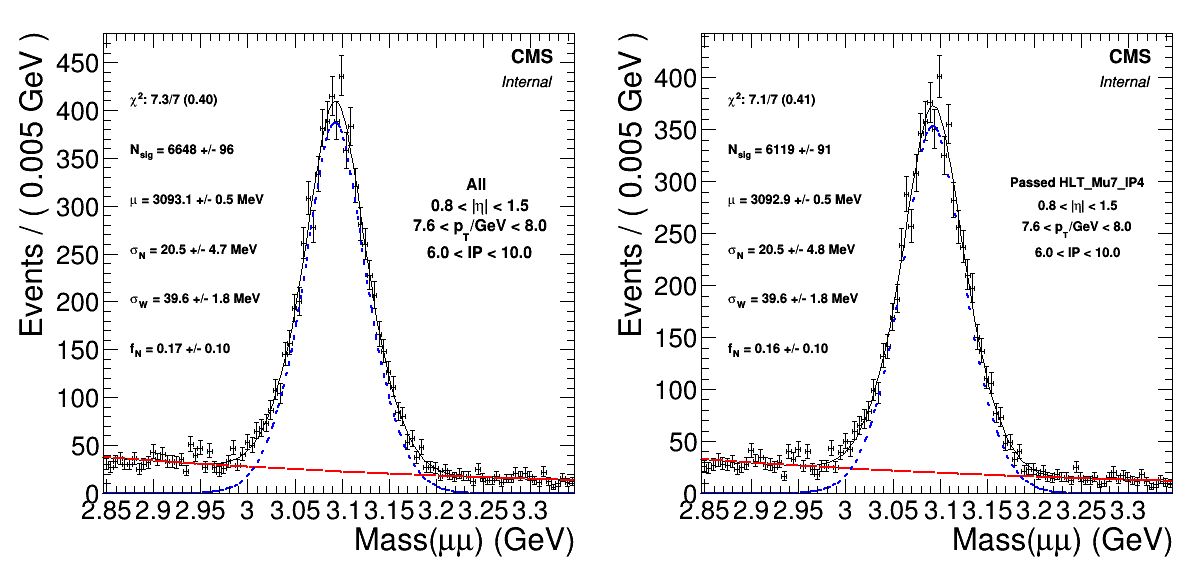 CMS
Internal
χ²: 7.3/7 (0.40)
N_sig = 6648 +/- 96
μ = 3093.1 +/- 0.5 MeV
σ_N = 20.5 +/- 4.7 MeV
σ_W = 39.6 +/- 1.8 MeV
f_N = 0.17 +/- 0.10
All
0.8 < |η| < 1.5
7.6 < p_T/GeV < 8.0
6.0 < IP < 10.0
Events / ( 0.005 GeV )
450
400
350
300
250
200
150
100
50
0
2.85 2.9 2.95 3 3.05 3.1 3.15 3.2 3.25 3.3
Mass(μμ) (GeV)
CMS
Internal
χ²: 7.1/7 (0.41)
N_sig = 6119 +/- 91
μ = 3092.9 +/- 0.5 MeV
σ_N = 20.5 +/- 4.8 MeV
σ_W = 39.6 +/- 1.8 MeV
f_N = 0.16 +/- 0.10
Passed HLT_Mu7_IP4
0.8 < |η| < 1.5
7.6 < p_T/GeV < 8.0
6.0 < IP < 10.0
Events / ( 0.005 GeV )
400
350
300
250
200
150
100
50
0
2.85 2.9 2.95 3 3.05 3.1 3.15 3.2 3.25 3.3
Mass(μμ) (GeV)